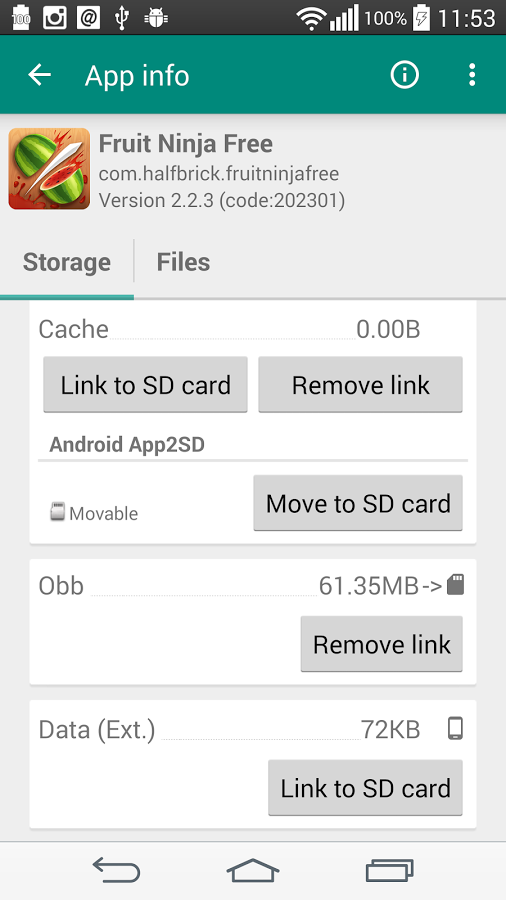 100 @ 100% 11:53
App info
Fruit Ninja Free
com.halfbrick.fruitninjafree
Version 2.2.3 (code:202301)
Storage Files
Cache 0.00B
Link to SD card Remove link
Android App2SD
Movable Move to SD card
Obb 61.35MB->
Remove link
Data (Ext.) 72KB
Link to SD card